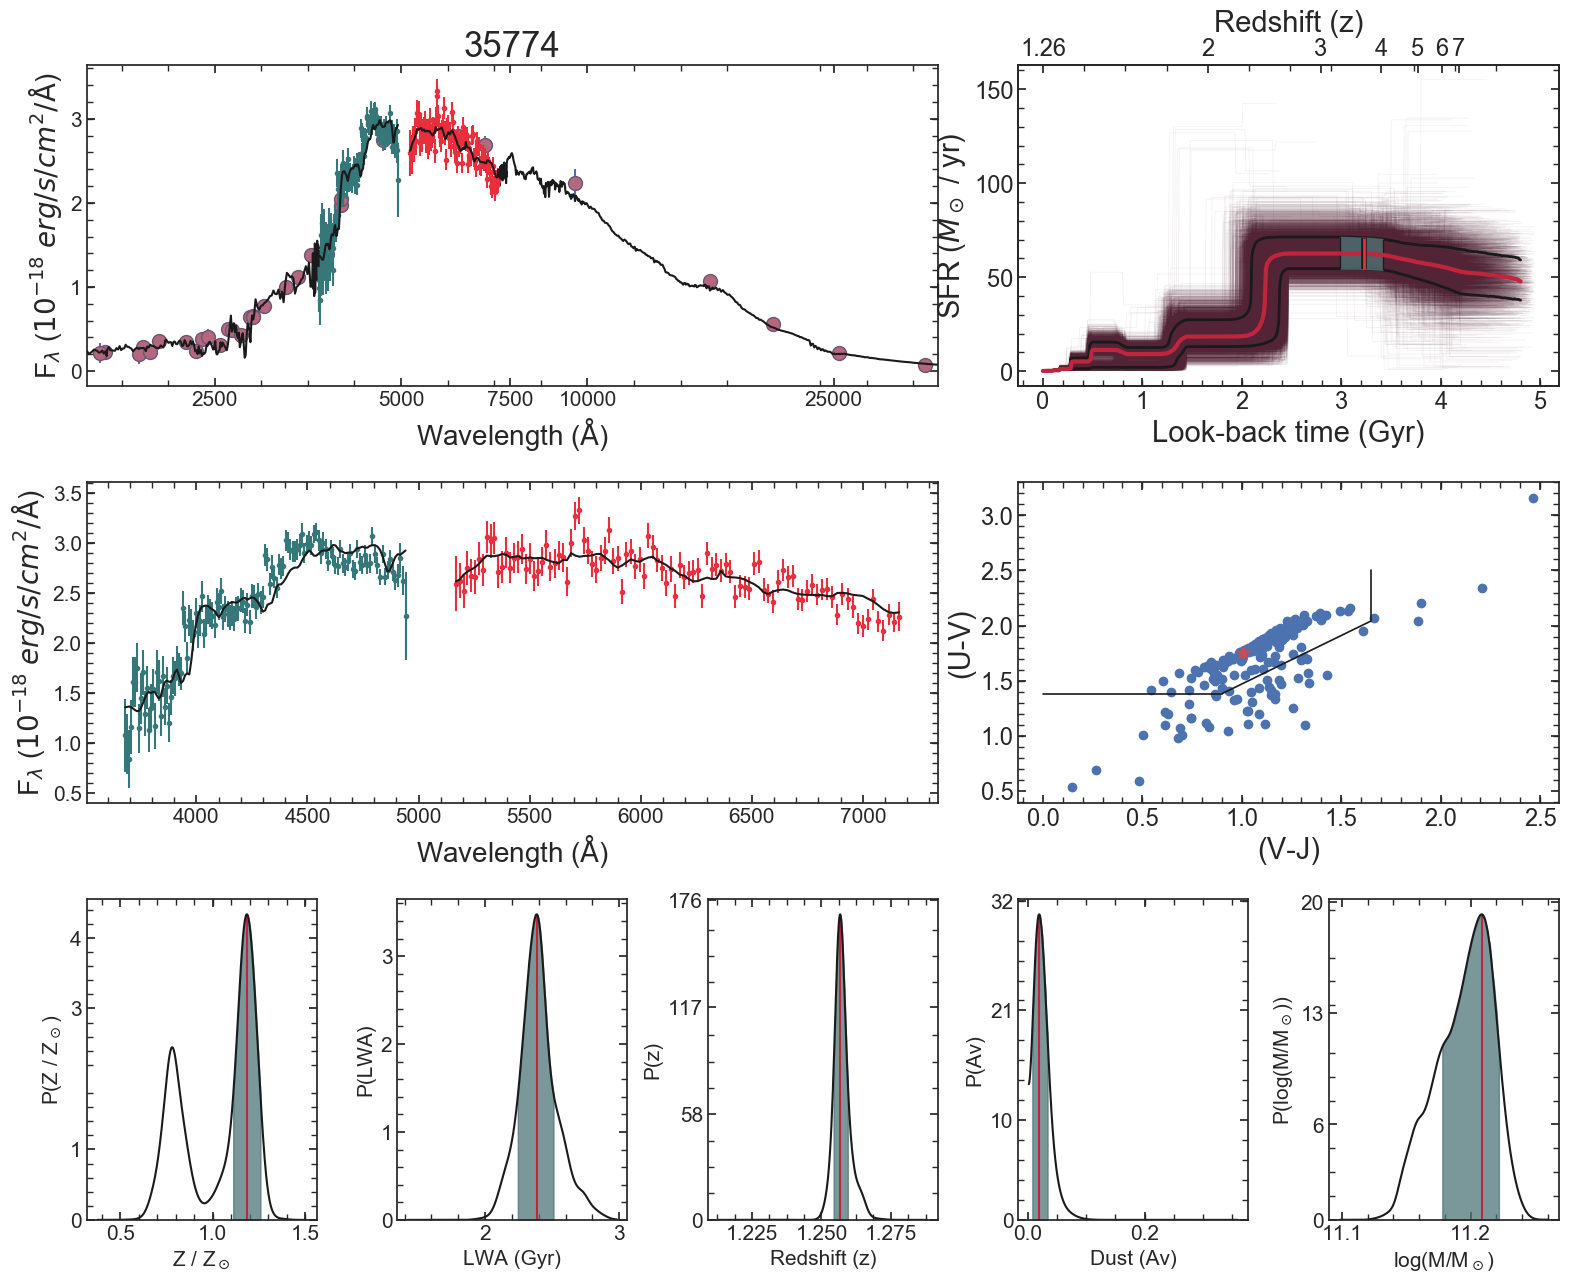 35774
F_λ (10^-18 erg/s/cm^2/Å)
0 1 2 3
2500 5000 7500 10000 25000
Wavelength (Å)
Redshift (z)
1.26 2 3 4 5 6 7
SFR (M_⊙ / yr)
0 50 100 150
0 1 2 3 4 5
Look-back time (Gyr)
F_λ (10^-18 erg/s/cm^2/Å)
0.5 1.0 1.5 2.0 2.5 3.0 3.5
4000 4500 5000 5500 6000 6500 7000
Wavelength (Å)
(U-V)
0.5 1.0 1.5 2.0 2.5 3.0
0.0 0.5 1.0 1.5 2.0 2.5
(V-J)
P(Z / Z_⊙)
0 1 3 4
0.5 1.0 1.5
Z / Z_⊙
P(LWA)
0 1 2 3
2 3
LWA (Gyr)
P(z)
0 58 117 176
1.225 1.250 1.275
Redshift (z)
P(Av)
0 10 21 32
0.0 0.2
Dust (Av)
P(log(M/M_⊙))
0 6 13 20
11.1 11.2
log(M/M_⊙)